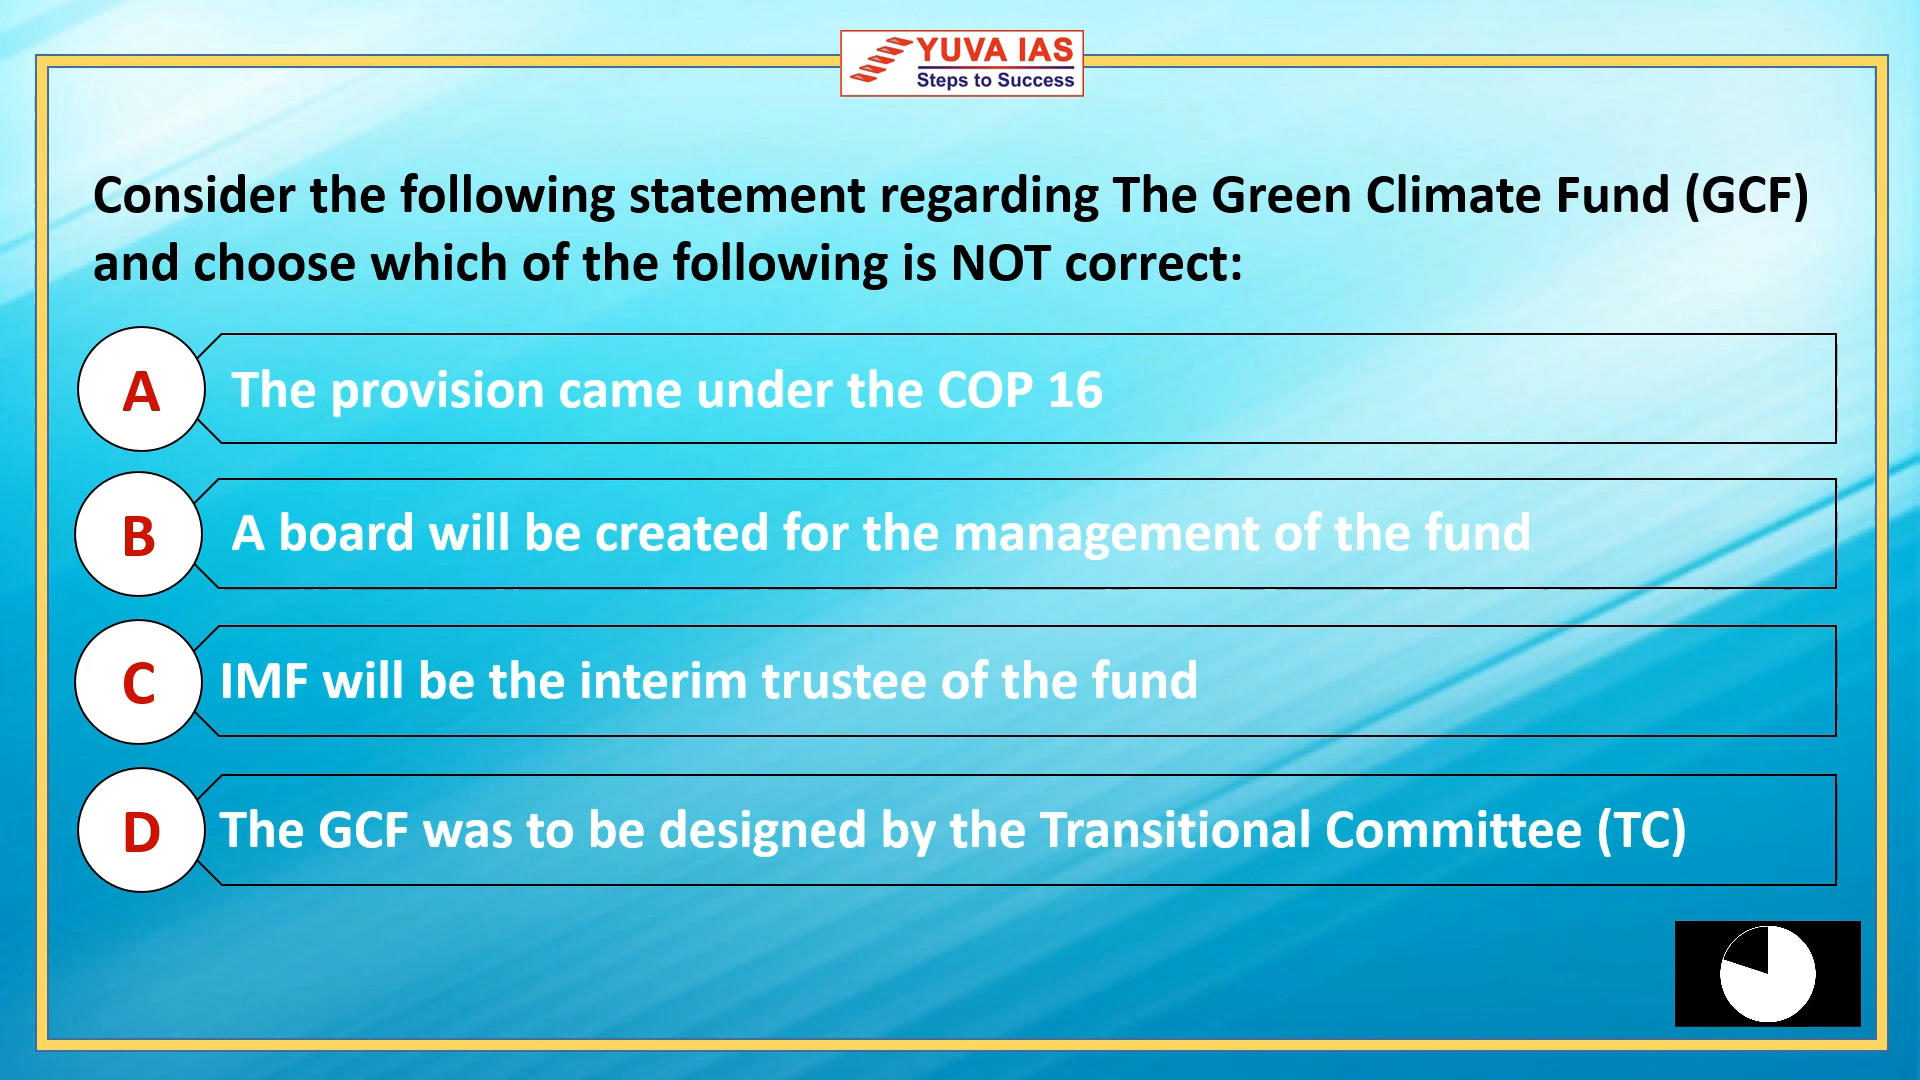 YUVA IAS
Steps to Success
Consider the following statement regarding The Green Climate Fund (GCF)
and choose which of the following is NOT correct:
A
The provision came under the COP 16
B
A board will be created for the management of the fund
C
IMF will be the interim trustee of the fund
D
The GCF was to be designed by the Transitional Committee (TC)